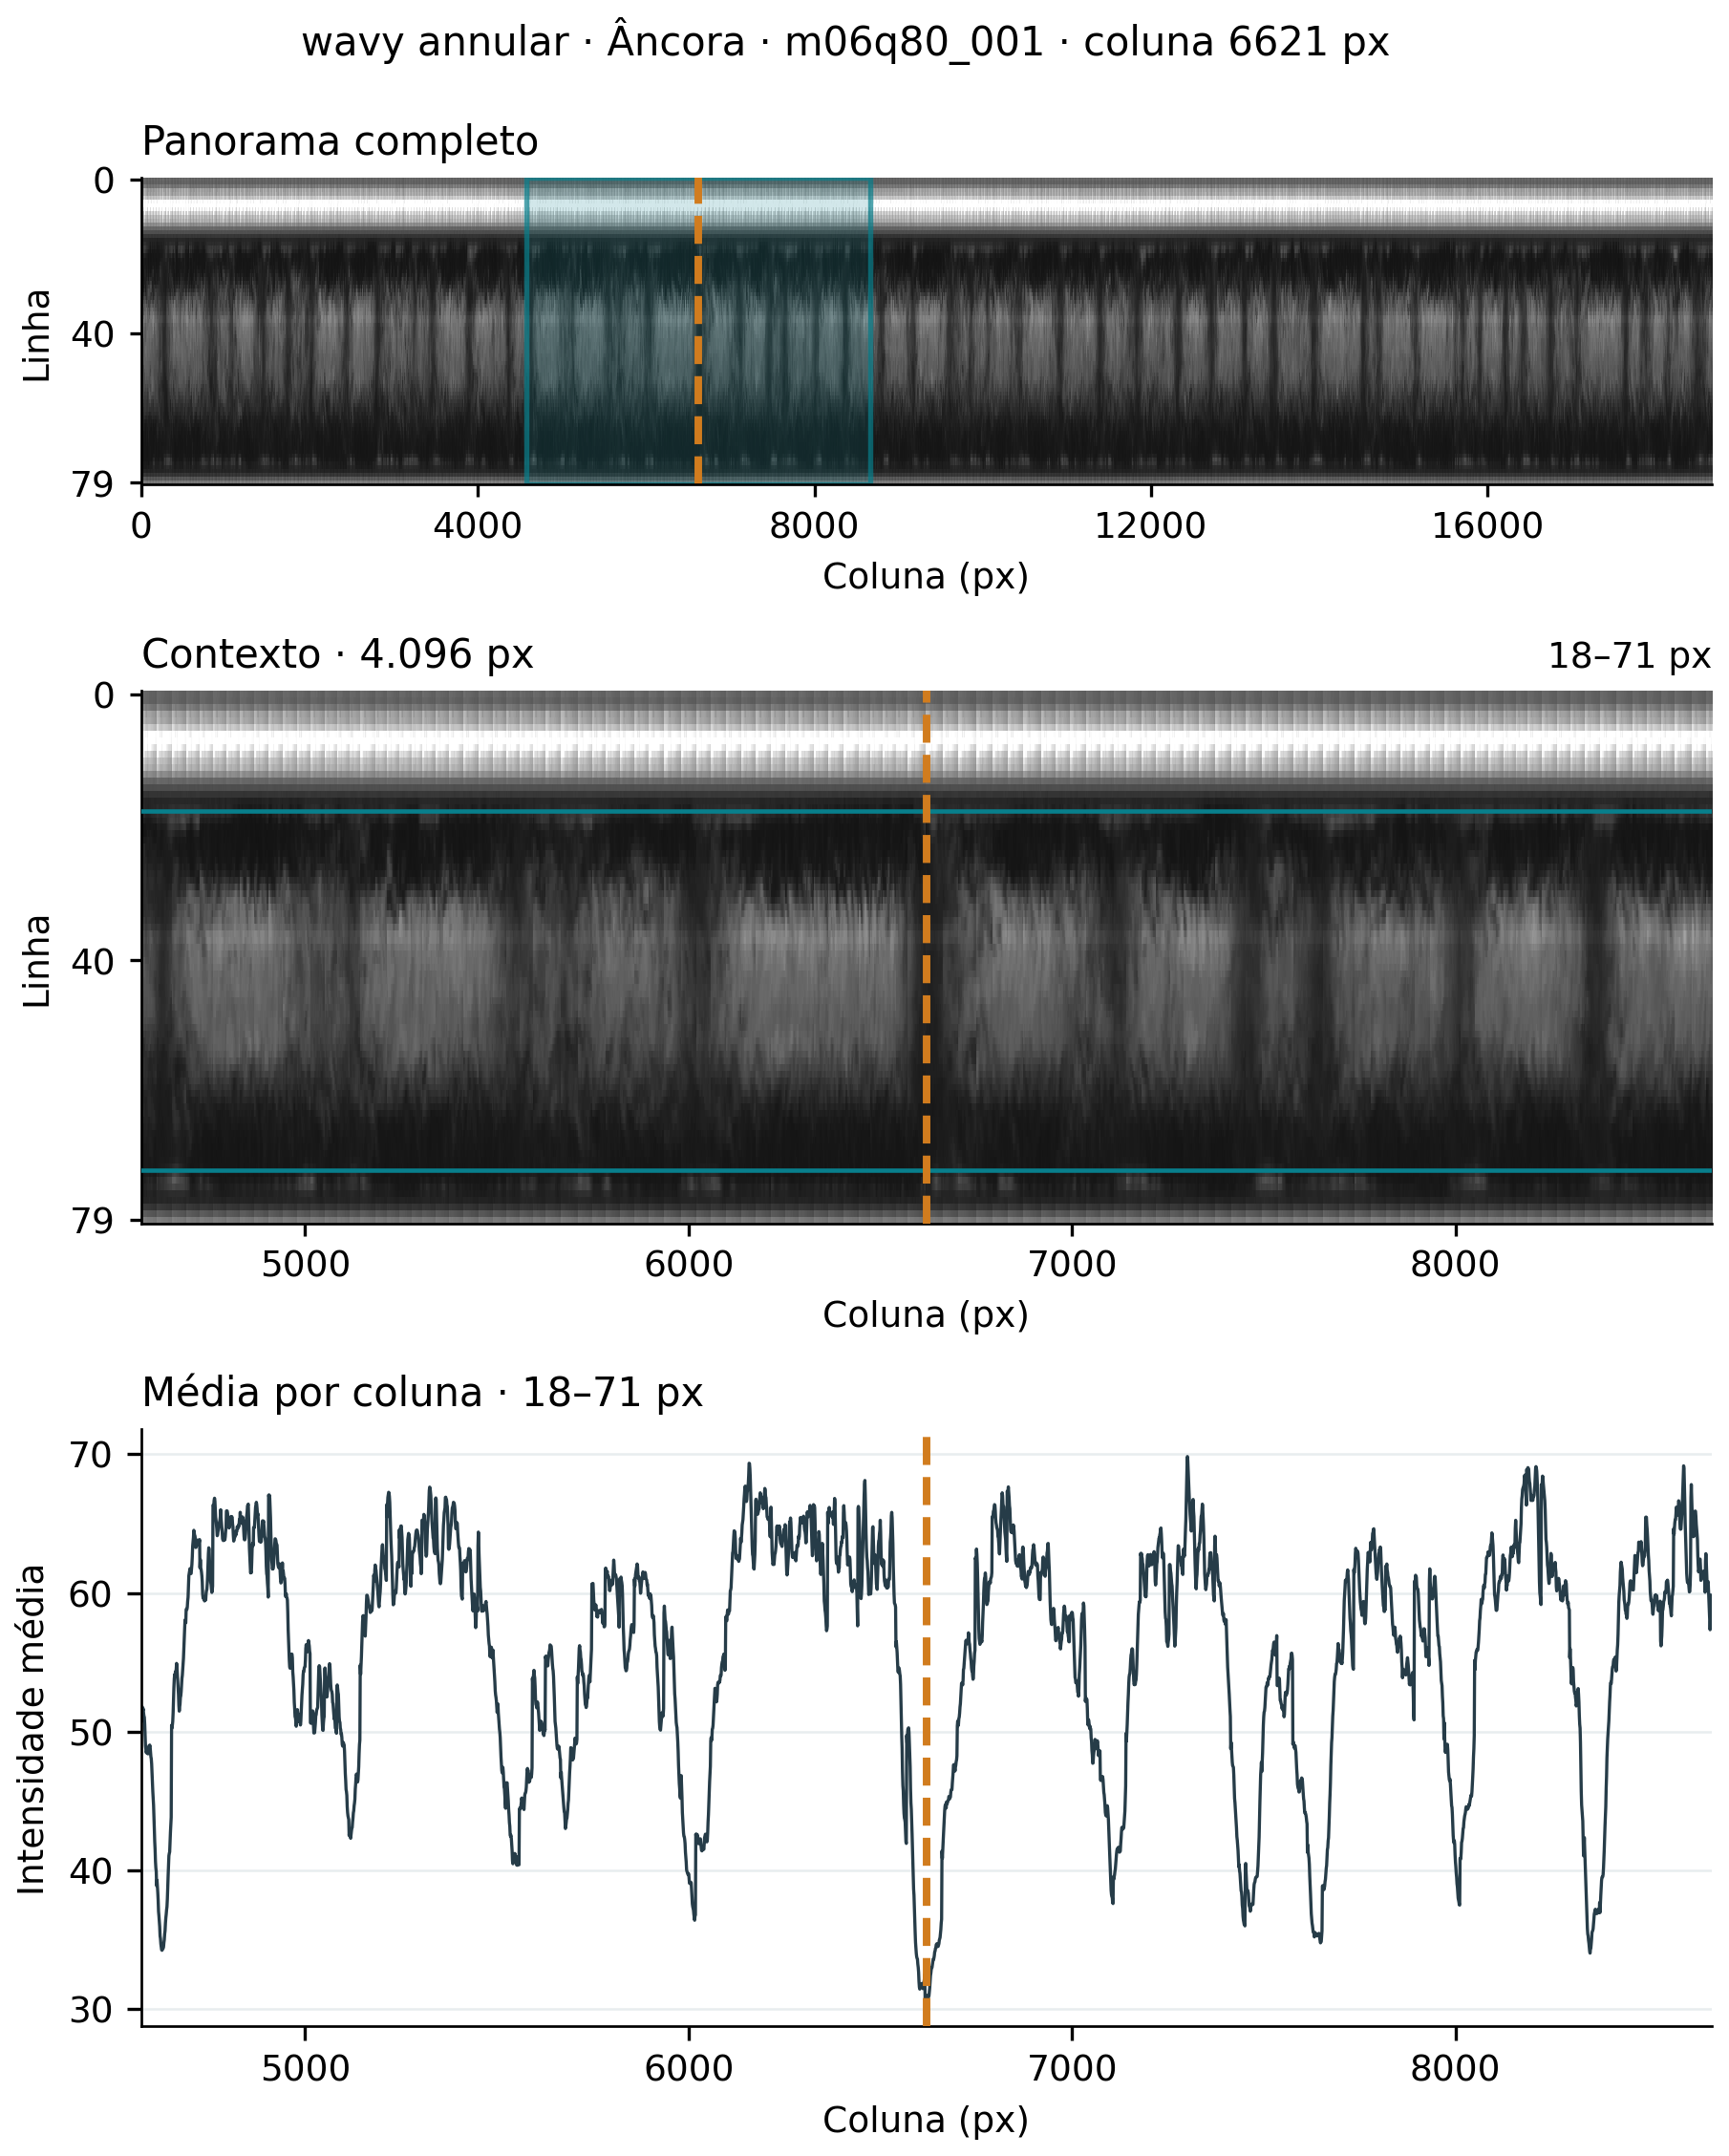 wavy annular · Âncora · m06q80_001 · coluna 6621 px
Panorama completo
0
40
79
Linha
0 4000 8000 12000 16000
Coluna (px)
Contexto · 4.096 px 18–71 px
0
40
79
Linha
5000 6000 7000 8000
Coluna (px)
Média por coluna · 18–71 px
70
60
50
40
30
Intensidade média
5000 6000 7000 8000
Coluna (px)